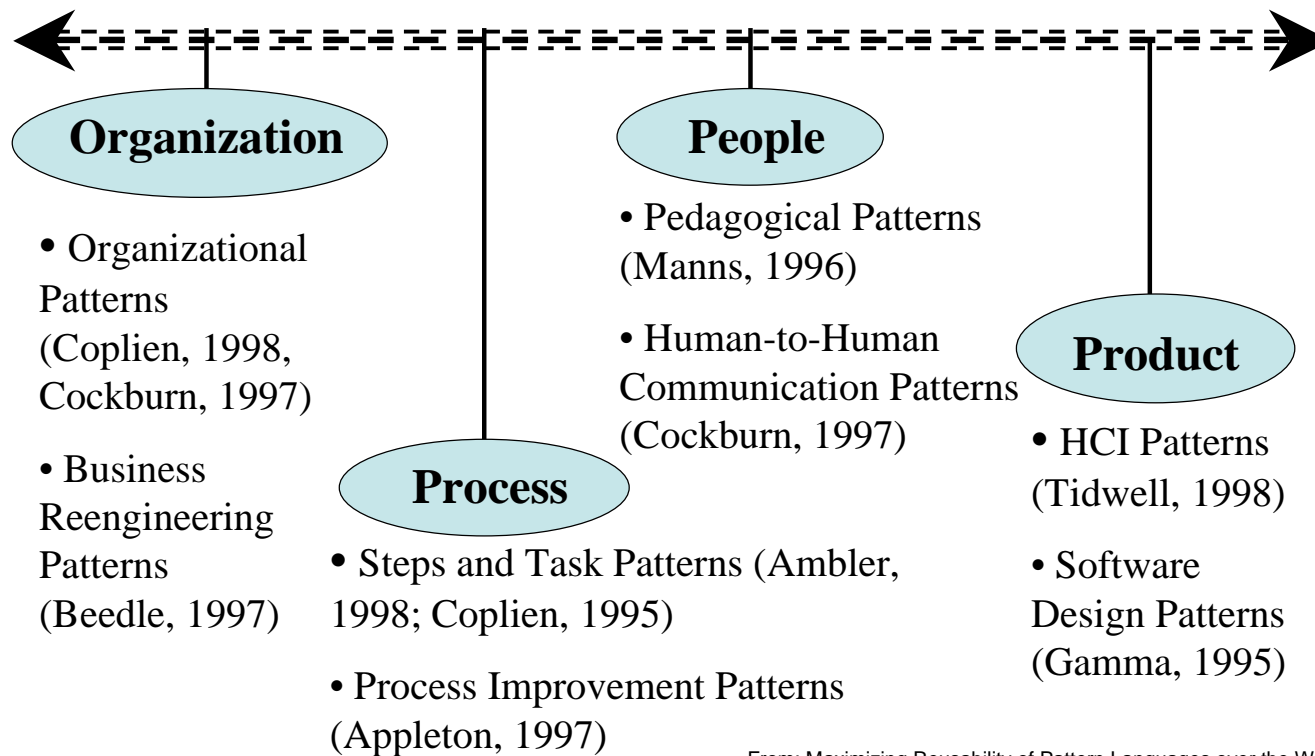 Organization
• Organizational
Patterns
(Coplien, 1998,
Cockburn, 1997)
• Business
Reengineering
Patterns
(Beedle, 1997)
Process
• Steps and Task Patterns (Ambler,
1998; Coplien, 1995)
• Process Improvement Patterns
(Appleton, 1997)
People
• Pedagogical Patterns
(Manns, 1996)
• Human-to-Human
Communication Patterns
(Cockburn, 1997)
Product
• HCI Patterns
(Tidwell, 1998)
• Software
Design Patterns
(Gamma, 1995)